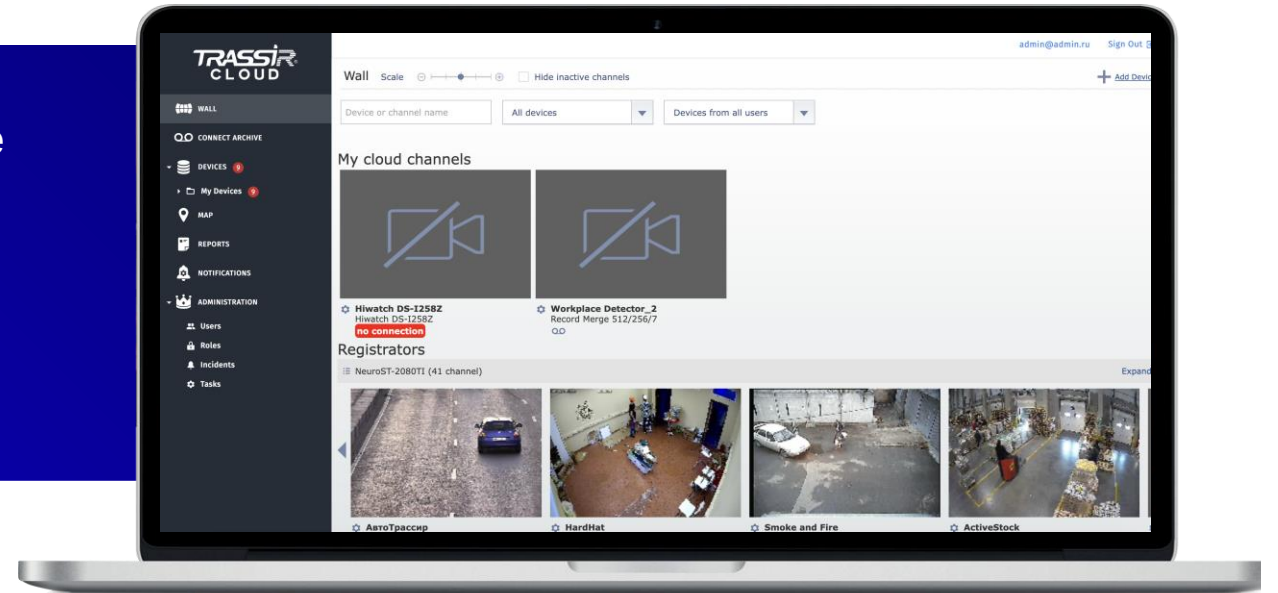 e
TRASSIR
CLOUD
admin@admin.ru Sign Out
Wall Scale Hide inactive channels
Add Devic
WALL
Device or channel name All devices Devices from all users
CONNECT ARCHIVE
DEVICES 9
My Devices 9
MAP
REPORTS
NOTIFICATIONS
ADMINISTRATION
Users
Roles
Incidents
Tasks
My cloud channels
Hiwatch DS-I258Z
Hiwatch DS-I258Z
no connection
Workplace Detector_2
Record Merge 512/256/7
Registrators
NeuroST-2080TI (41 channel) Expand
АвтоТрассир HardHat Smoke and Fire ActiveStock